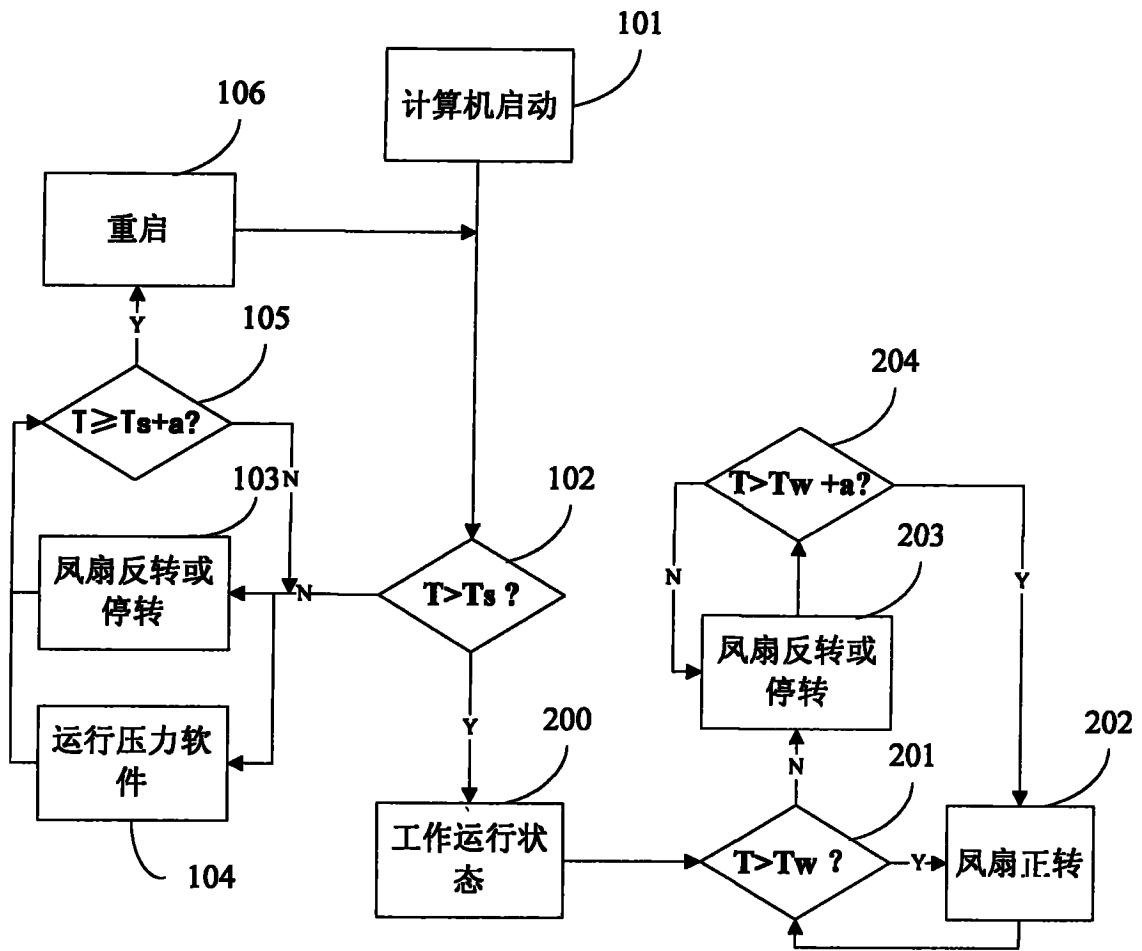 101
计算机启动
106
重启
Y
105
T≥Ts+a?
N
204
T>Tw +a?
103
102
203
风扇反转或
停转
N
T>Ts ?
N
Y
风扇反转或
停转
Y
200
运行压力软
件
N
201
202
工作运行状
态
T>Tw ?
Y
风扇正转
104